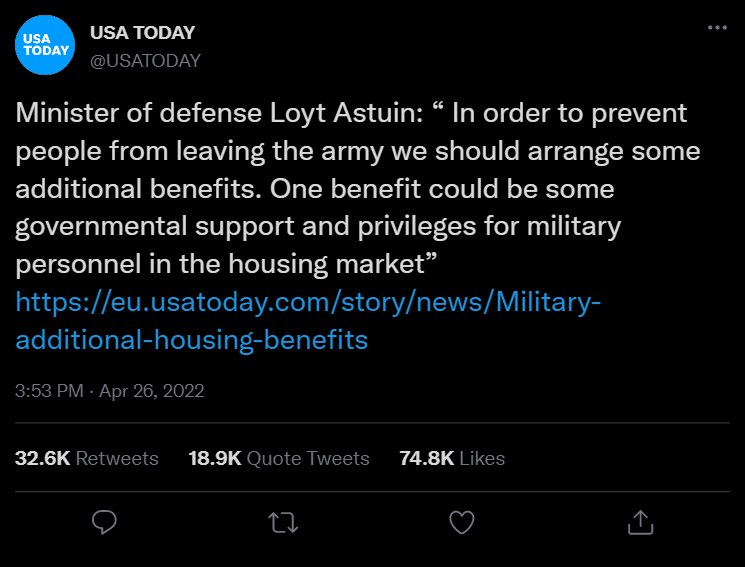 USA
TODAY
USA TODAY
@USATODAY
Minister of defense Loyt Astuin: “ In order to prevent
people from leaving the army we should arrange some
additional benefits. One benefit could be some
governmental support and privileges for military
personnel in the housing market”
https://eu.usatoday.com/story/news/Military-
additional-housing-benefits
3:53 PM · Apr 26, 2022
32.6K Retweets 18.9K Quote Tweets 74.8K Likes